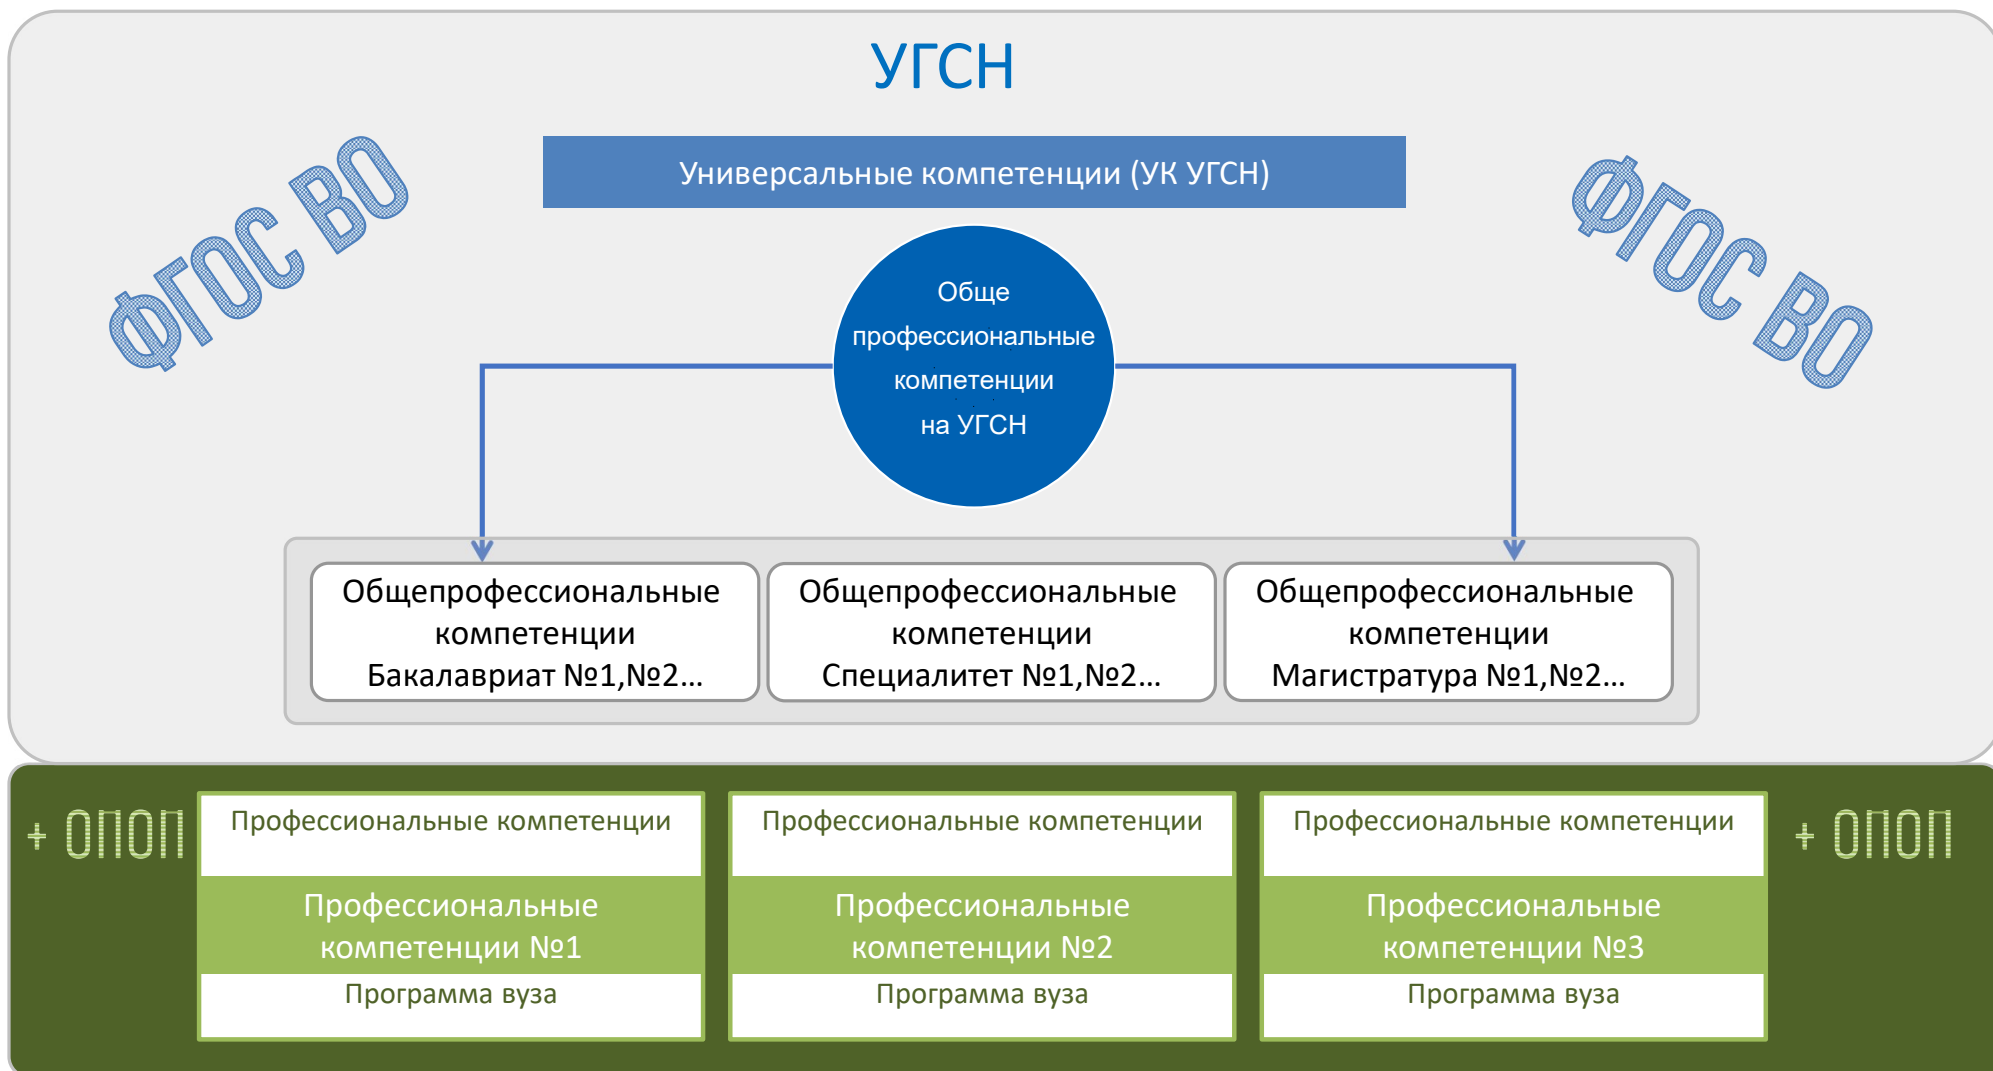 УГСН
ФГОС ВО
Универсальные компетенции (УК УГСН)
ФГОС ВО
Обще
профессиональные
компетенции
на УГСН
Общепрофессиональные
компетенции
Бакалавриат №1,№2...
Общепрофессиональные
компетенции
Специалитет №1,№2...
Общепрофессиональные
компетенции
Магистратура №1,№2...
+ ОПОП
Профессиональные компетенции
Профессиональные
компетенции №1
Программа вуза
Профессиональные компетенции
Профессиональные
компетенции №2
Программа вуза
Профессиональные компетенции
Профессиональные
компетенции №3
Программа вуза
+ ОПОП